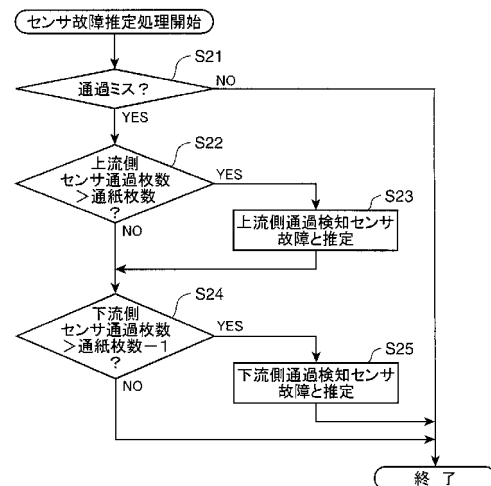 センサ故障推定処理開始
S21
通過ミス?
NO
YES
S22
上流側
センサ通過枚数
>通紙枚数
?
YES
NO
S23
上流側通過検知センサ
故障と推定
S24
下流側
センサ通過枚数
>通紙枚数-1
?
YES
NO
S25
下流側通過検知センサ
故障と推定
終 了